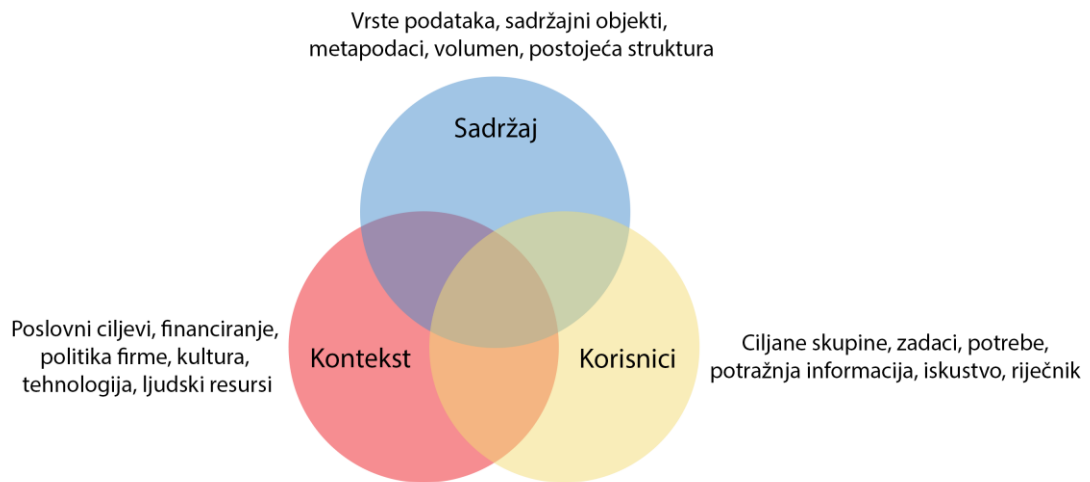 Vrste podataka, sadržajni objekti,
metapodaci, volumen, postojeća struktura
Sadržaj
Poslovni ciljevi, financiranje,
politika firme, kultura,
tehnologija, ljudski resursi
Kontekst
Korisnici
Ciljane skupine, zadaci, potrebe,
potražnja informacija, iskustvo, riječnik